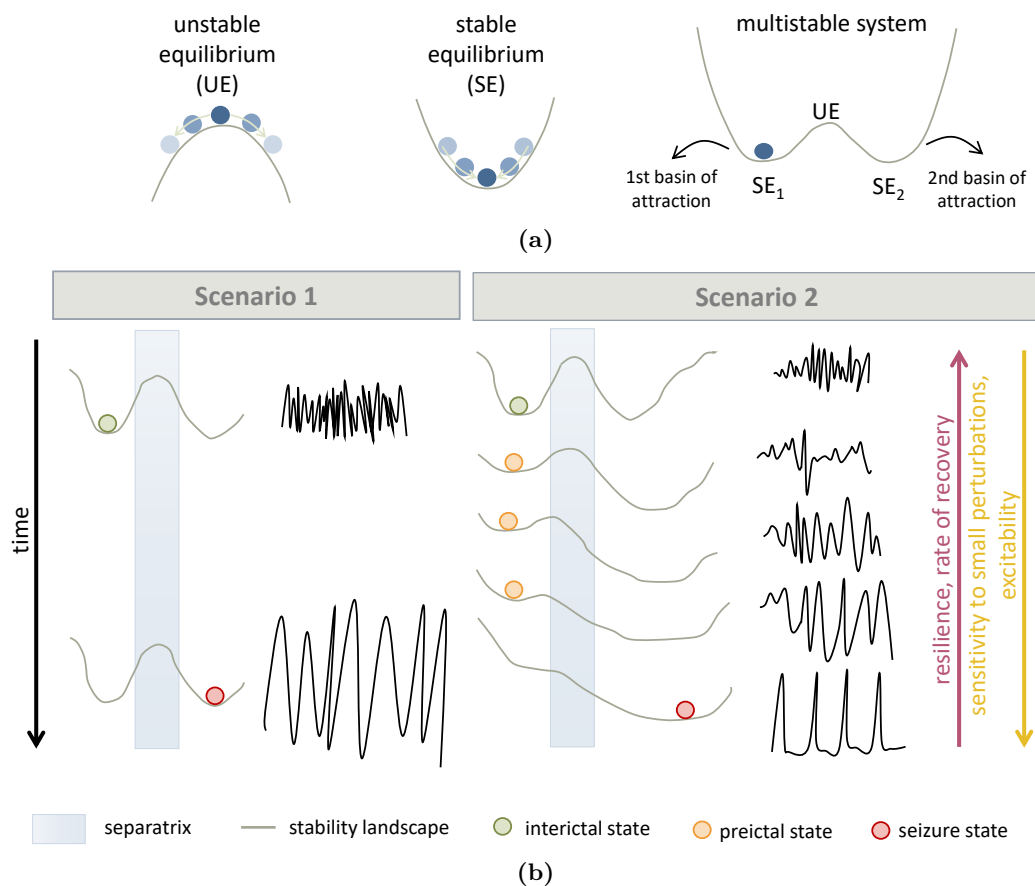 unstable
equilibrium
(UE)
stable
equilibrium
(SE)
multistable system
UE
1st basin of
attraction
SE1
SE2
2nd basin of
attraction
(a)
Scenario 1
Scenario 2
time
resilience, rate of recovery
sensitivity to small perturbations,
excitability
separatrix
stability landscape
interictal state
preictal state
seizure state
(b)